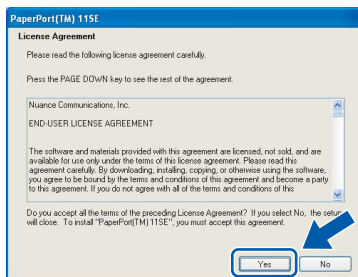 PaperPort(TM) 11SE
License Agreement
Please read the following license agreement carefully.
Press the PAGE DOWN key to see the rest of the agreement.
Nuance Communications, Inc.
END-USER LICENSE AGREEMENT
The software and materials provided with this agreement are licensed, not sold, and are
available for use only under the terms of this license agreement. Please read this
agreement carefully. By downloading, installing, copying, or otherwise using the software,
you agree to be bound by the terms and conditions of this agreement and become a party
to this agreement. If you do not agree with all of the terms and conditions of this
Do you accept all the terms of the preceding License Agreement? If you select No, the setup
will close. To install "PaperPort(TM) 11SE", you must accept this agreement.
Yes
No